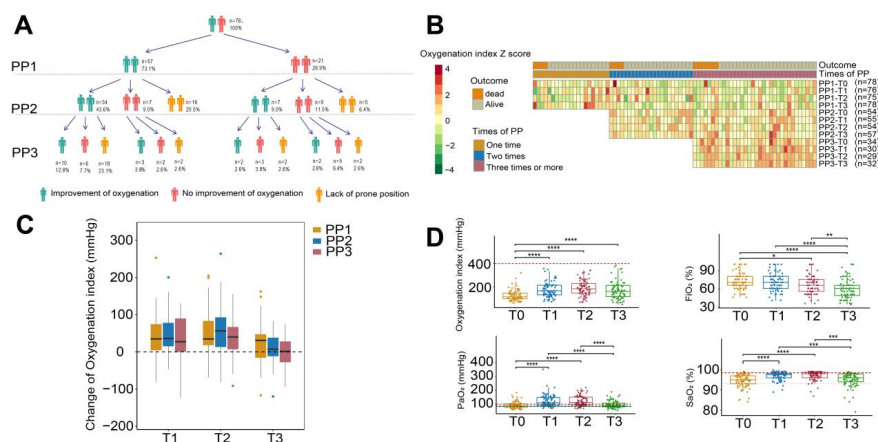 A
n=78,
100%
PP1
n=57
73.1%
n=21
26.9%
PP2
n=34
43.6%
n=7
9.0%
n=16
20.5%
n=7
9.0%
n=9
11.5%
n=5
6.4%
PP3
n=10
12.8%
n=6
7.7%
n=18
23.1%
n=3
3.8%
n=2
2.6%
n=2
2.6%
n=2
2.6%
n=3
3.8%
n=2
2.6%
n=2
2.6%
n=5
6.4%
n=2
2.6%
Improvement of oxygenation
No improvement of oxygenation
Lack of prone position
B
Oxygenation index Z score
4
2
0
−2
−4
Outcome
dead
Alive
Times of PP
One time
Two times
Three times or more
Outcome
Times of PP
PP1-T0 (n=78
PP1-T1 (n=76
PP1-T2 (n=75
PP1-T3 (n=78
PP2-T0 (n=54
PP2-T1 (n=55
PP2-T2 (n=54
PP2-T3 (n=57
PP3-T0 (n=34
PP3-T1 (n=30
PP3-T2 (n=29
PP3-T3 (n=32
C
Change of Oxygenation index (mmHg)
300
200
100
0
−100
−200
T1
T2
T3
PP1
PP2
PP3
D
Oxygenation index (mmHg)
400
200
****
****
****
T0 T1 T2 T3
FiO₂ (%)
90
60
30
**
****
****
*
T0 T1 T2 T3
PaO₂ (mmHg)
400
300
200
100
****
****
****
****
T0 T1 T2 T3
SaO₂ (%)
100
90
80
***
***
****
****
T0 T1 T2 T3